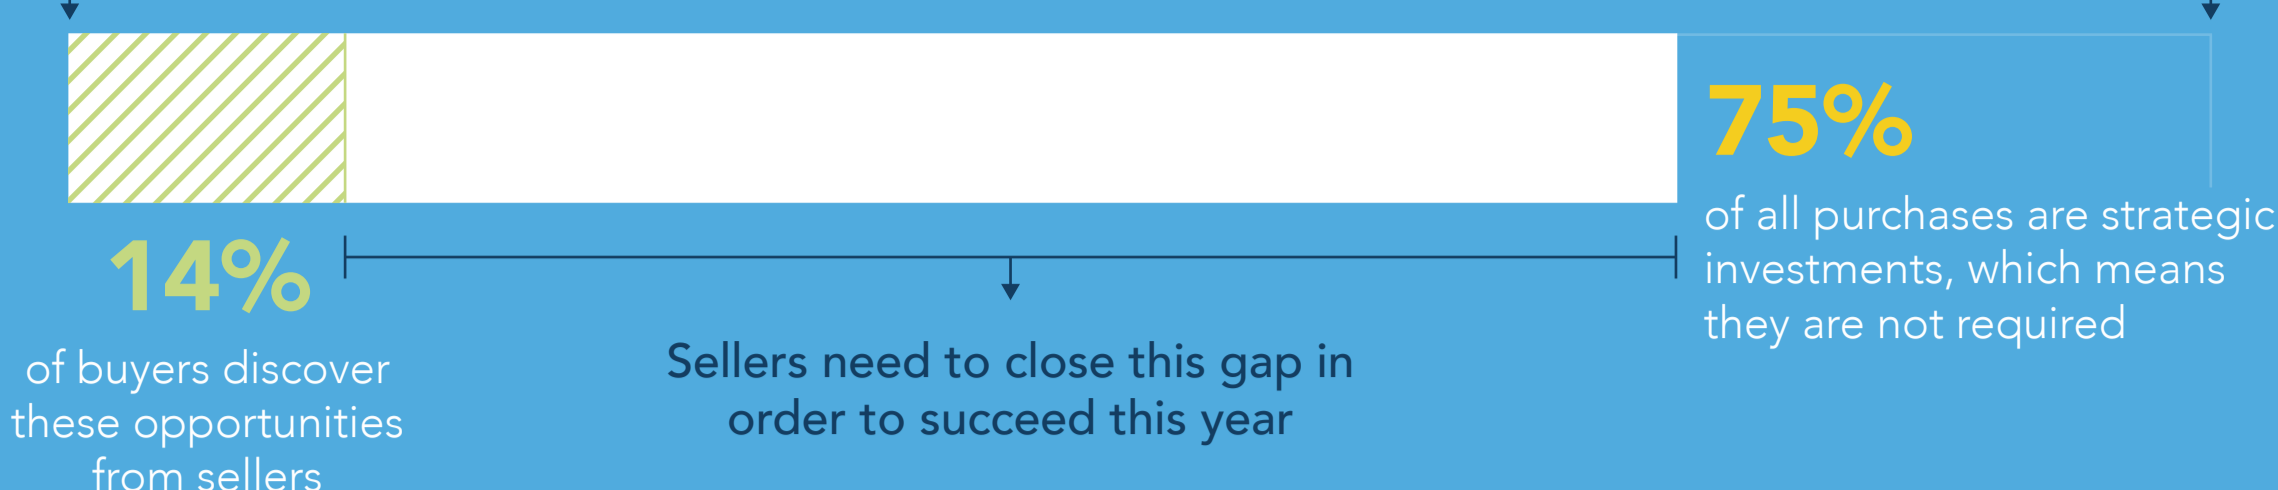 75%
of all purchases are strategic
investments, which means
they are not required
14%
of buyers discover
these opportunities
from sellers
Sellers need to close this gap in
order to succeed this year